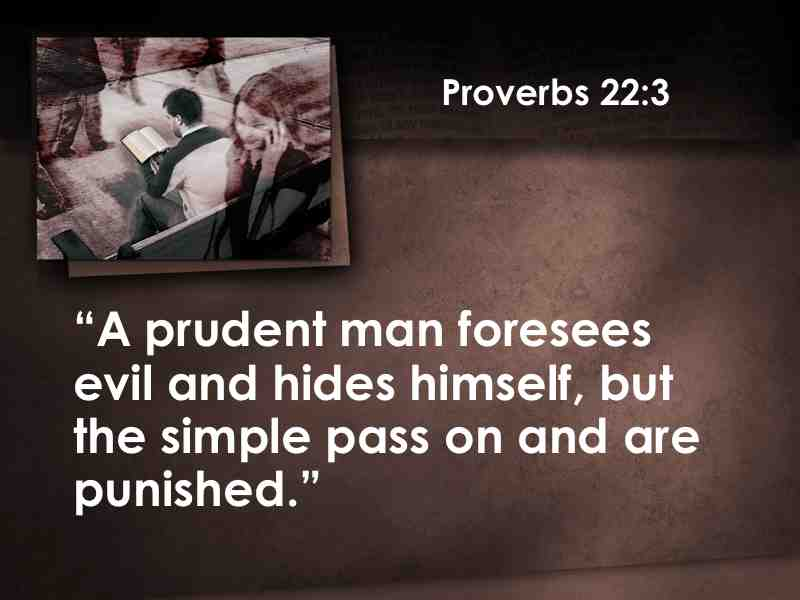 Proverbs 22:3
“A prudent man foresees
evil and hides himself, but
the simple pass on and are
punished.”